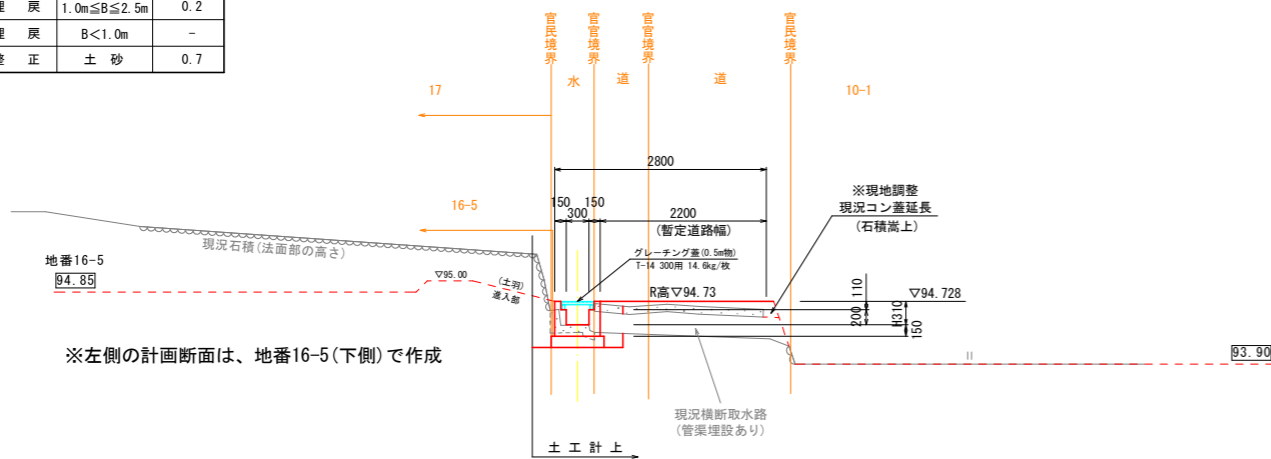 埋 戻 1.0m≦B≦2.5m 0.2
埋 戻 B<1.0m -
整 正 土 砂 0.7
官民境界
官官境界
官官境界
官民境界
水
道
道
17
10-1
16-5
2800
150
300
150
2200
(暫定道路幅)
※現地調整
現況コン蓋延長
(石積嵩上)
グレーチング蓋(0.5m物)
T-14 300用 14.6kg/枚
現況石積(法面部の高さ)
地番16-5
94.85
▽95.00
(土羽)
進入部
R高▽94.73
▽94.728
110
200
H310
150
93.90
※左側の計画断面は、地番16-5(下側)で作成
現況横断取水路
(管渠埋設あり)
土 工 計 上